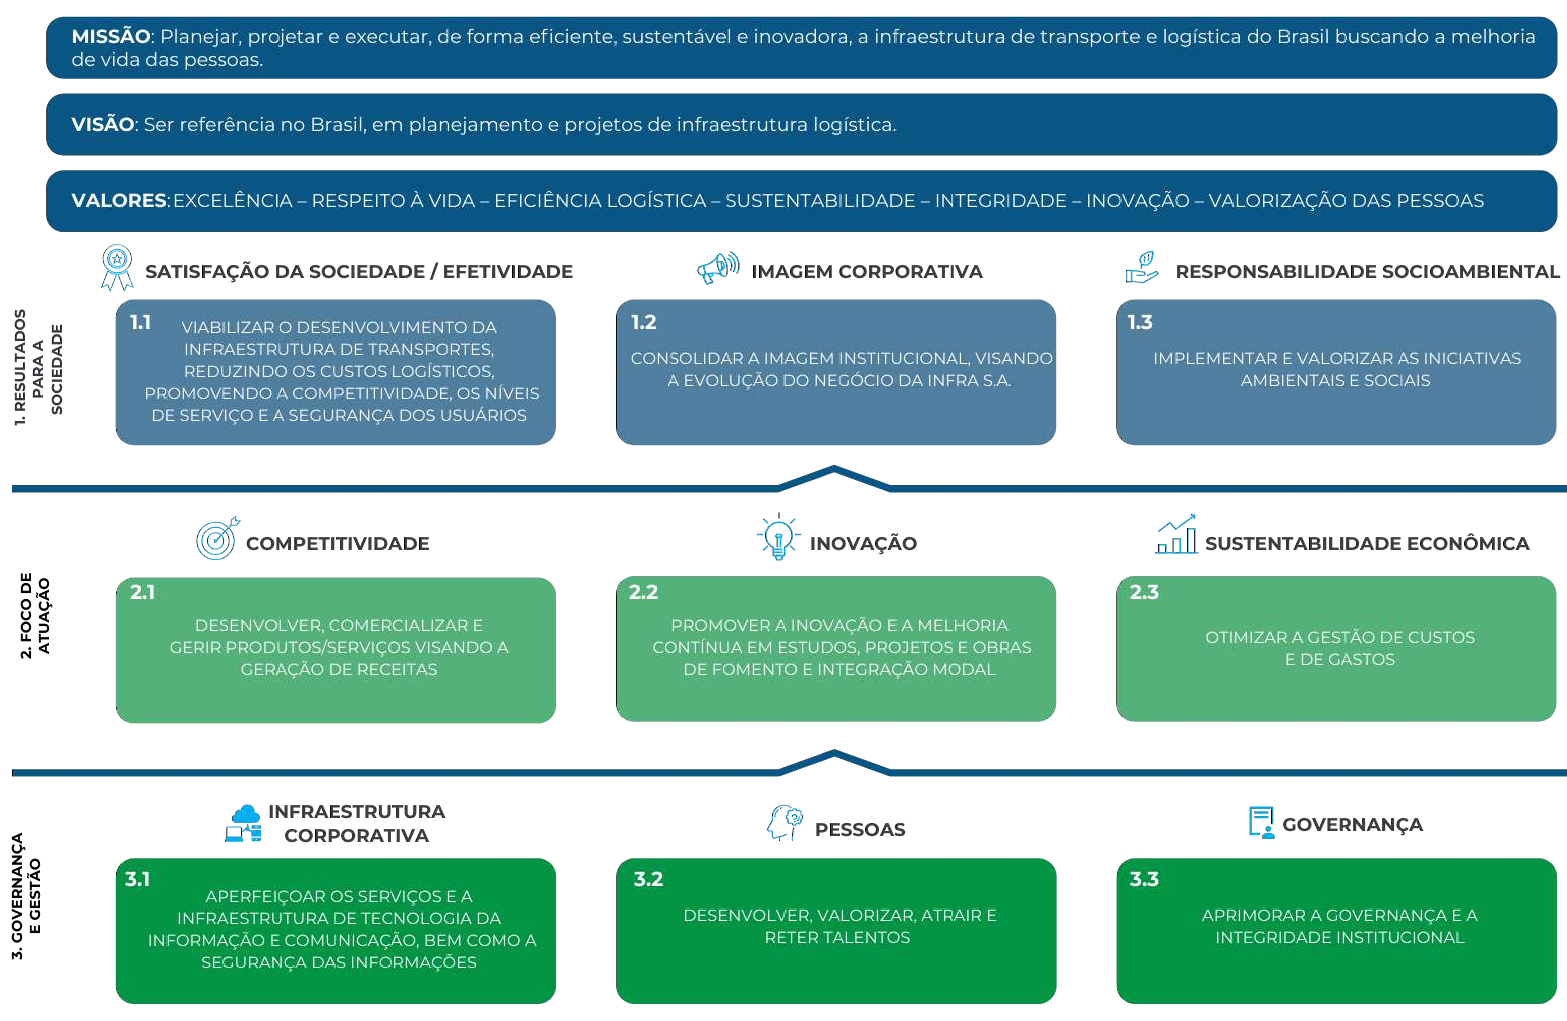 MISSÃO: Planejar, projetar e executar, de forma eficiente, sustentável e inovadora, a infraestrutura de transporte e logística do Brasil buscando a melhoria
de vida das pessoas.
VISÃO: Ser referência no Brasil, em planejamento e projetos de infraestrutura logística.
VALORES: EXCELÊNCIA – RESPEITO À VIDA – EFICIÊNCIA LOGÍSTICA – SUSTENTABILIDADE – INTEGRIDADE – INOVAÇÃO – VALORIZAÇÃO DAS PESSOAS
1. RESULTADOS
PARA A
SOCIEDADE
SATISFAÇÃO DA SOCIEDADE / EFETIVIDADE
1.1
VIABILIZAR O DESENVOLVIMENTO DA
INFRAESTRUTURA DE TRANSPORTES,
REDUZINDO OS CUSTOS LOGÍSTICOS,
PROMOVENDO A COMPETITIVIDADE, OS NÍVEIS
DE SERVIÇO E A SEGURANÇA DOS USUÁRIOS
IMAGEM CORPORATIVA
1.2
CONSOLIDAR A IMAGEM INSTITUCIONAL, VISANDO
A EVOLUÇÃO DO NEGÓCIO DA INFRA S.A.
RESPONSABILIDADE SOCIOAMBIENTAL
1.3
IMPLEMENTAR E VALORIZAR AS INICIATIVAS
AMBIENTAIS E SOCIAIS
2. FOCO DE
ATUAÇÃO
COMPETITIVIDADE
2.1
DESENVOLVER, COMERCIALIZAR E
GERIR PRODUTOS/SERVIÇOS VISANDO A
GERAÇÃO DE RECEITAS
INOVAÇÃO
2.2
PROMOVER A INOVAÇÃO E A MELHORIA
CONTÍNUA EM ESTUDOS, PROJETOS E OBRAS
DE FOMENTO E INTEGRAÇÃO MODAL
SUSTENTABILIDADE ECONÔMICA
2.3
OTIMIZAR A GESTÃO DE CUSTOS
E DE GASTOS
3. GOVERNANÇA
E GESTÃO
INFRAESTRUTURA
CORPORATIVA
3.1
APERFEIÇOAR OS SERVIÇOS E A
INFRAESTRUTURA DE TECNOLOGIA DA
INFORMAÇÃO E COMUNICAÇÃO, BEM COMO A
SEGURANÇA DAS INFORMAÇÕES
PESSOAS
3.2
DESENVOLVER, VALORIZAR, ATRAIR E
RETER TALENTOS
GOVERNANÇA
3.3
APRIMORAR A GOVERNANÇA E A
INTEGRIDADE INSTITUCIONAL